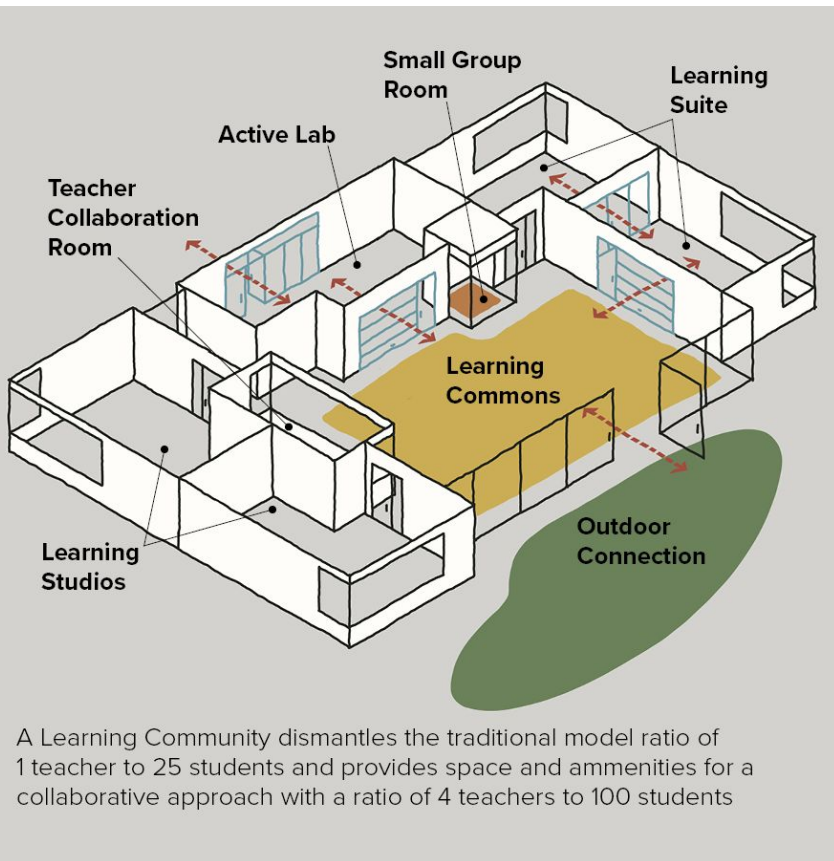 Small Group
Room
Learning
Suite
Active Lab
Teacher
Collaboration
Room
Learning
Commons
Outdoor
Connection
Learning
Studios
A Learning Community dismantles the traditional model ratio of
1 teacher to 25 students and provides space and ammenities for a
collaborative approach with a ratio of 4 teachers to 100 students